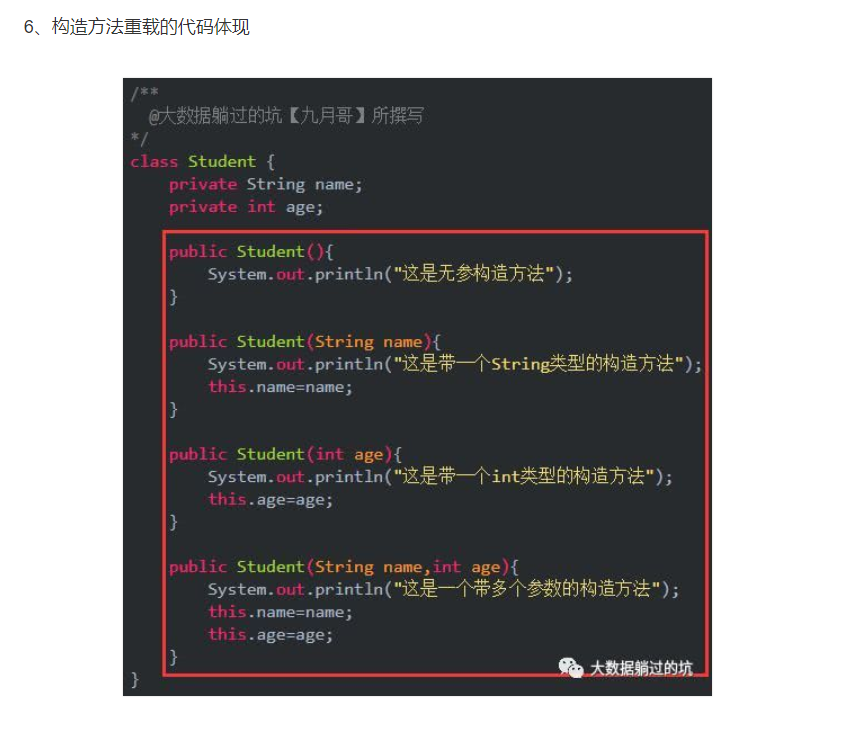 6、构造方法重载的代码体现
/**
@大数据躺过的坑【九月哥】所撰写
*/
class Student {
private String name;
private int age;
public Student(){
System.out.println("这是无参构造方法");
}
public Student(String name){
System.out.println("这是带一个String类型的构造方法");
this.name=name;
}
public Student(int age){
System.out.println("这是带一个int类型的构造方法");
this.age=age;
}
public Student(String name,int age){
System.out.println("这是一个带多个参数的构造方法");
this.name=name;
this.age=age;
}
大数据躺过的坑
}